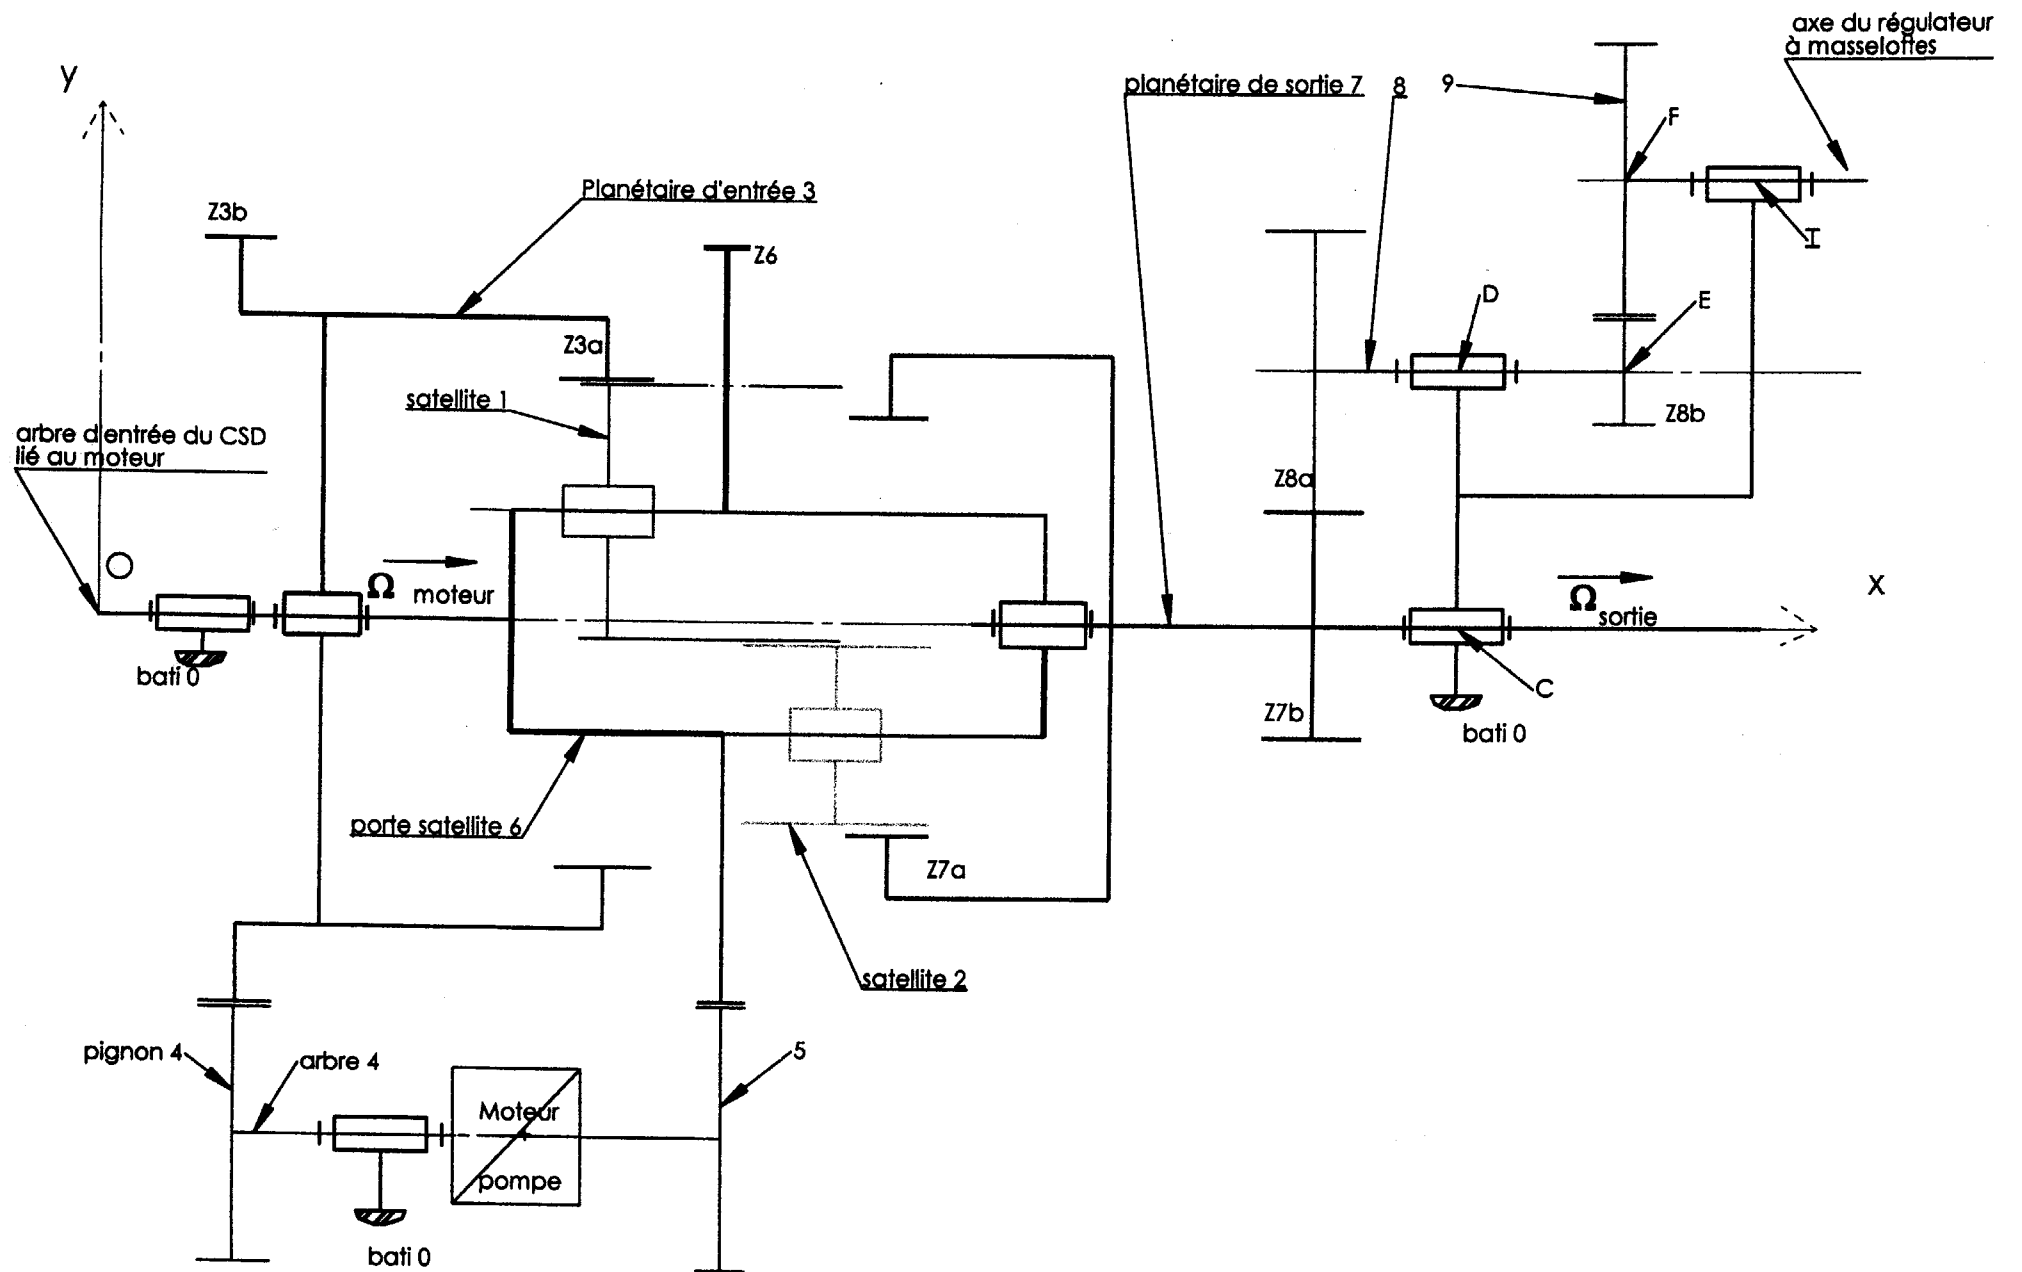 axe du régulateur
à masselottes
y
planétaire de sortie 7
8
9
F
Planétaire d'entrée 3
Z3b
Z6
I
D
E
Z3a
satellite 1
Z8b
arbre d'entrée du CSD
lié au moteur
Z8a
O
Ω moteur
Ω sortie
X
bati 0
C
Z7b
bati 0
porte satellite 6
Z7a
satellite 2
pignon 4
arbre 4
5
Moteur
pompe
bati 0